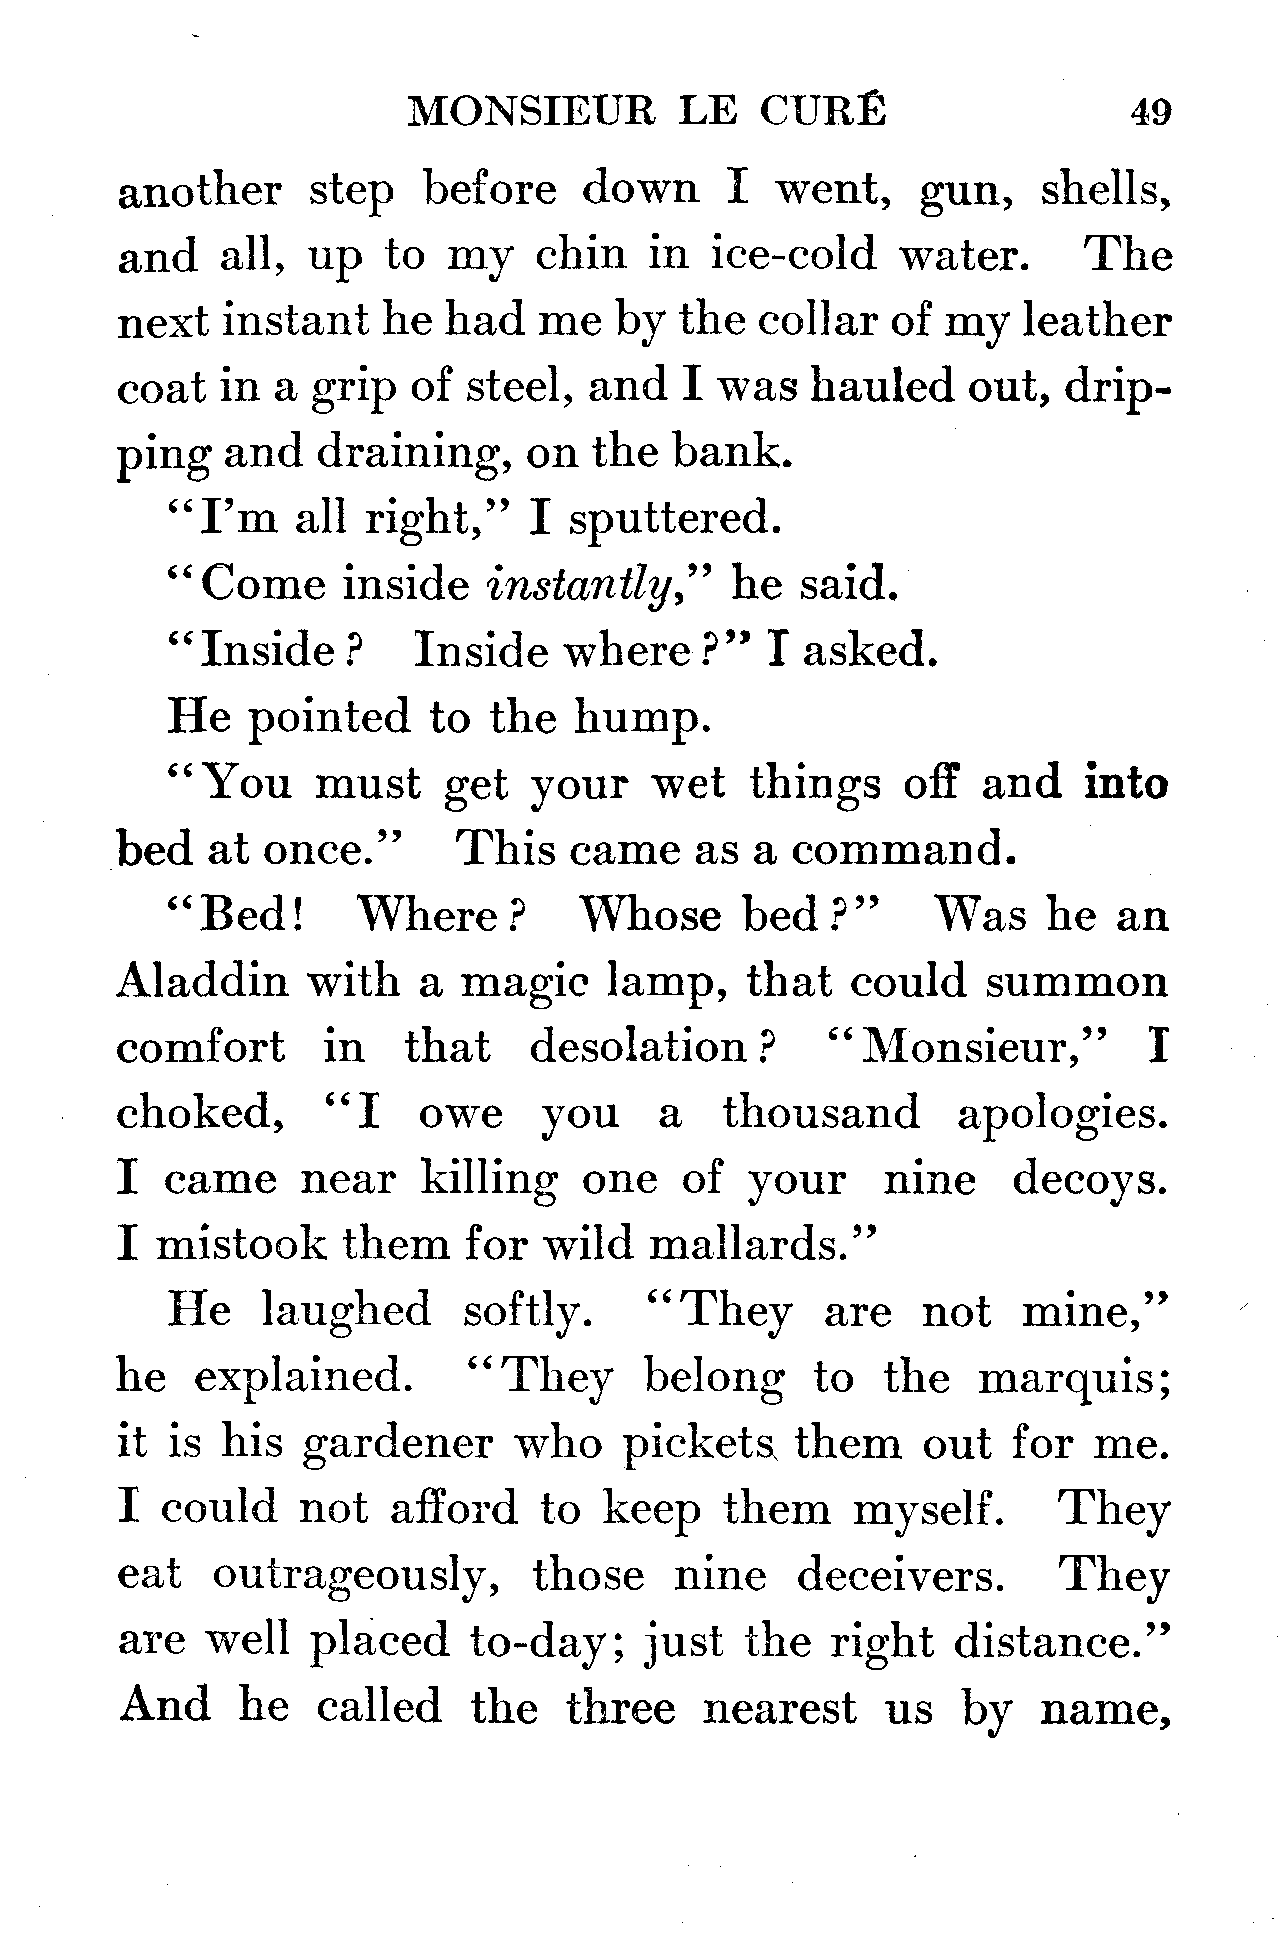 MONSIEUR LE CURÉ 49
another step before down I went, gun, shells,
and all, up to my chin in ice-cold water. The
next instant he had me by the collar of my leather
coat in a grip of steel, and I was hauled out, drip-
ping and draining, on the bank.
"I'm all right," I sputtered.
"Come inside instantly," he said.
"Inside? Inside where?" I asked.
He pointed to the hump.
"You must get your wet things off and into
bed at once." This came as a command.
"Bed! Where? Whose bed?" Was he an
Aladdin with a magic lamp, that could summon
comfort in that desolation? "Monsieur," I
choked, "I owe you a thousand apologies.
I came near killing one of your nine decoys.
I mistook them for wild mallards."
He laughed softly. "They are not mine,"
he explained. "They belong to the marquis;
it is his gardener who pickets them out for me.
I could not afford to keep them myself. They
eat outrageously, those nine deceivers. They
are well placed to-day; just the right distance."
And he called the three nearest us by name,